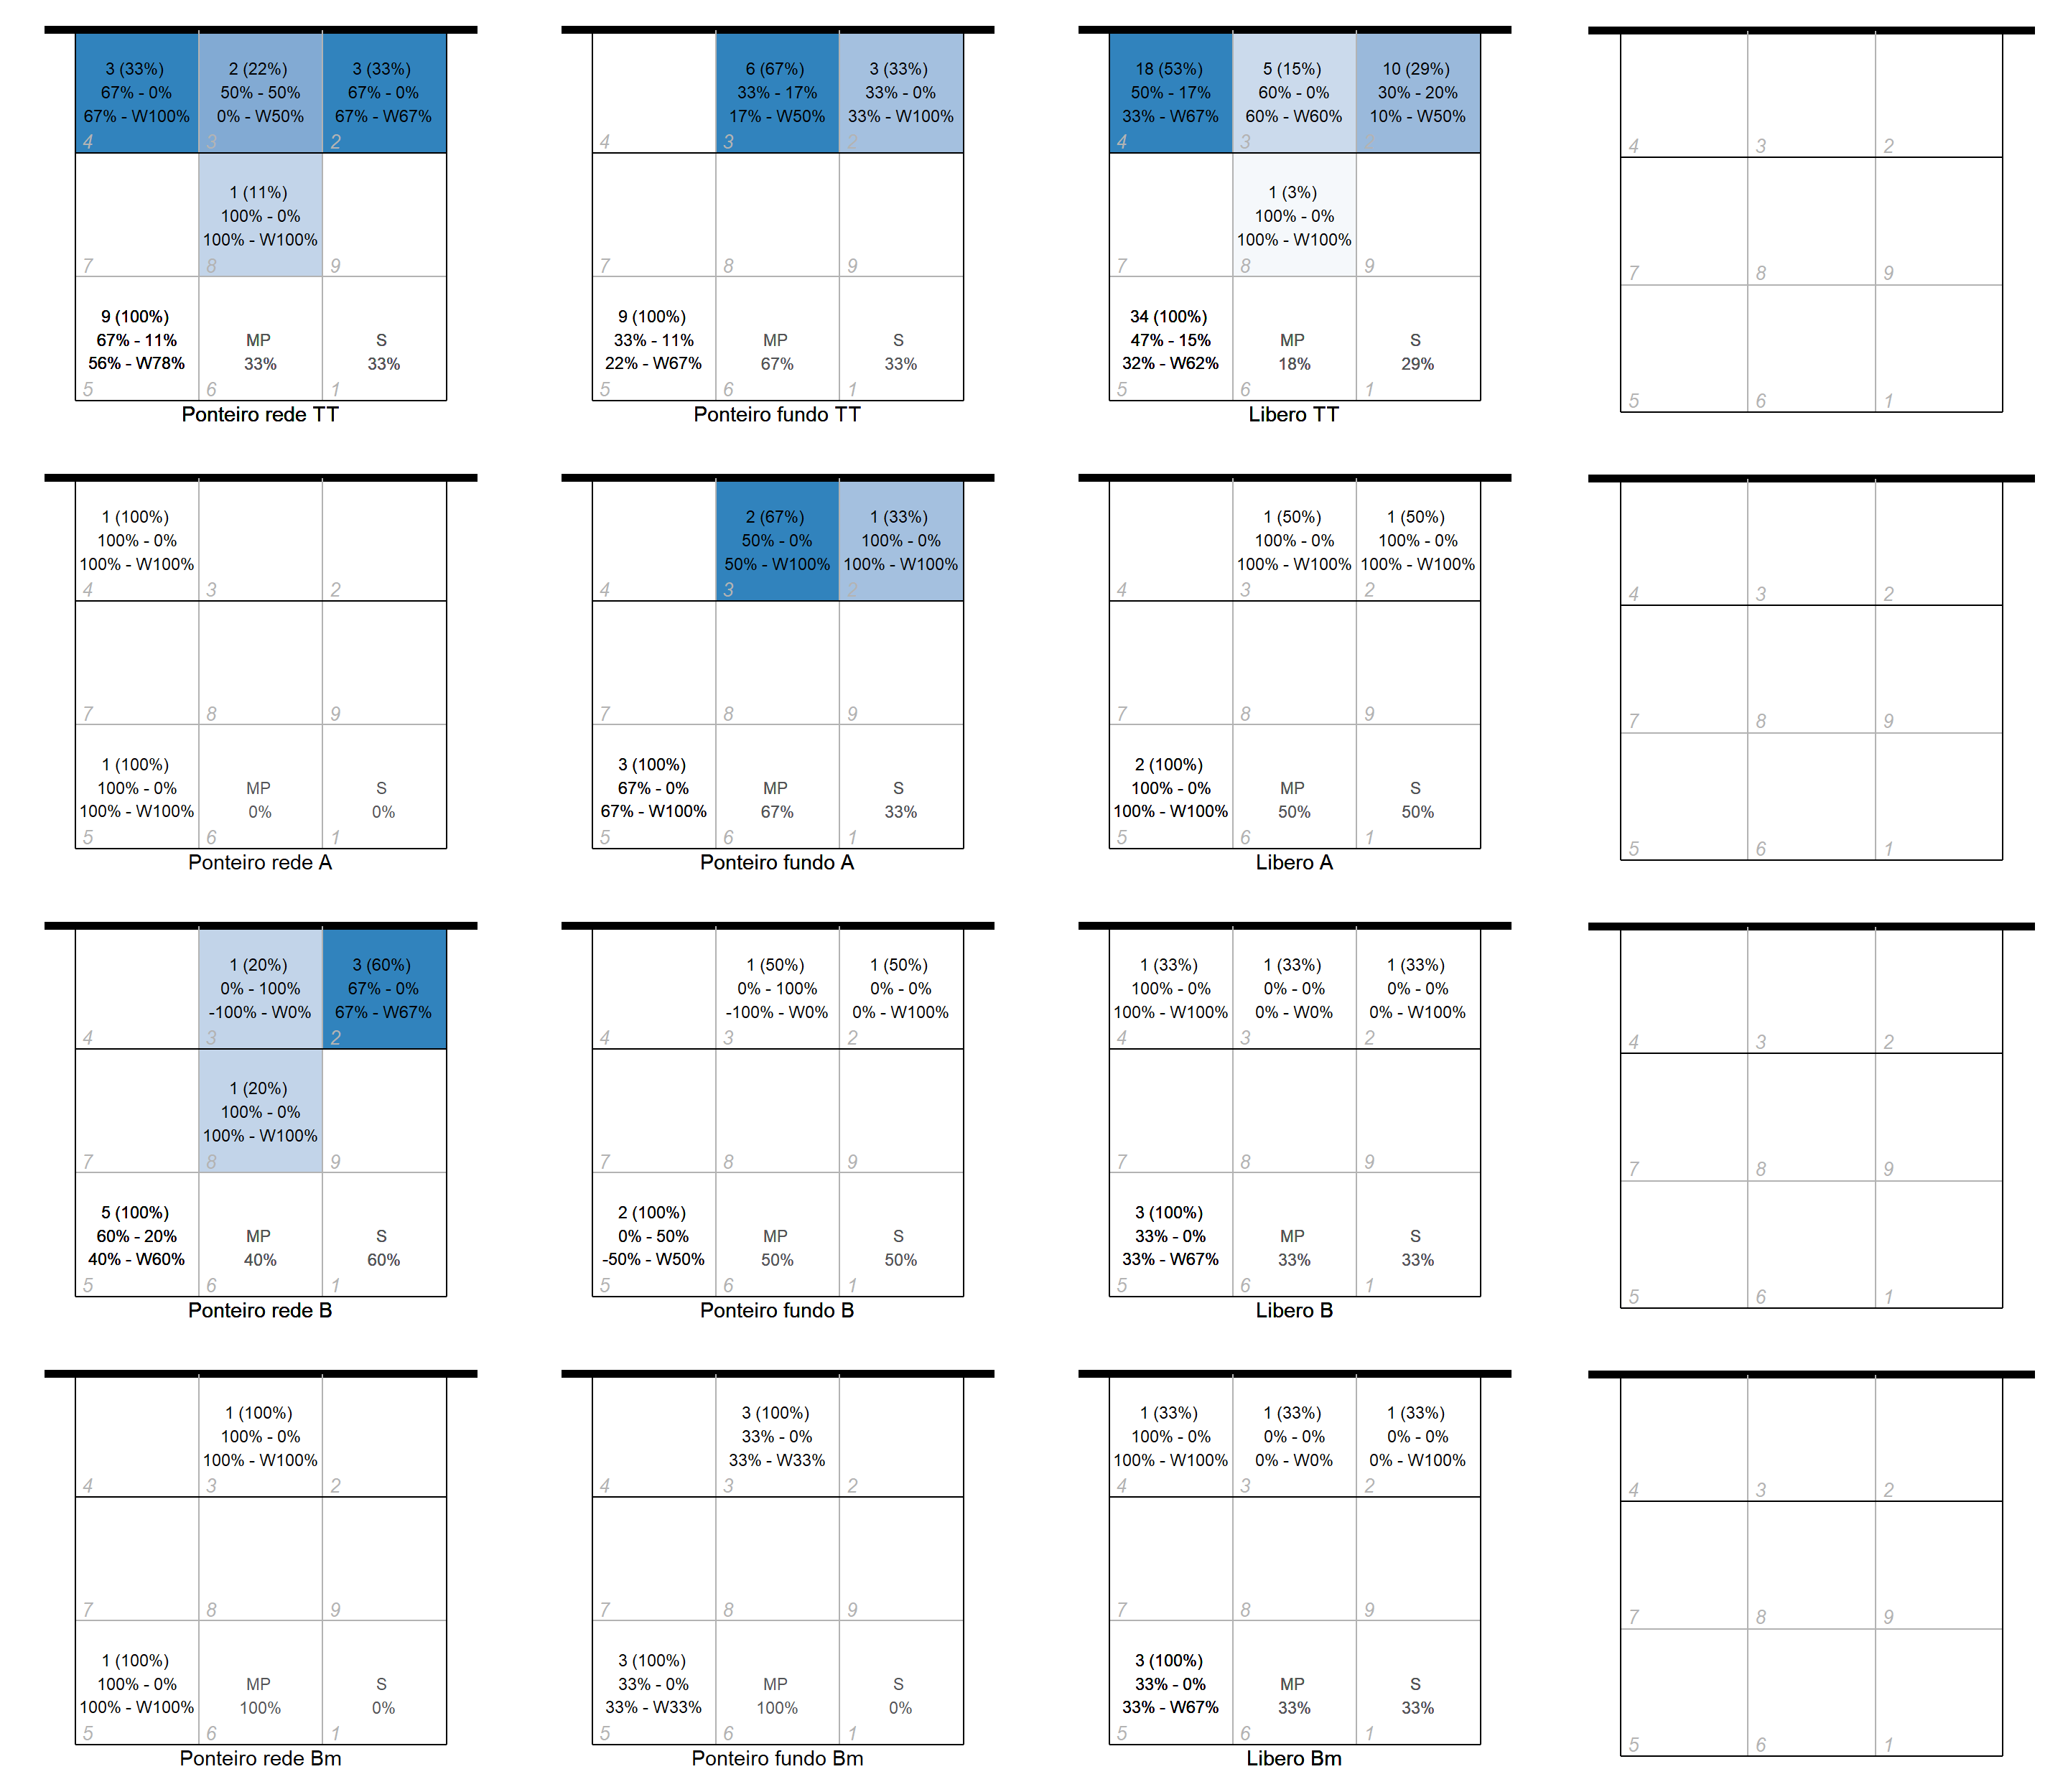 3 (33%)
67% - 0%
67% - W100%
4
2 (22%)
50% - 50%
0% - W50%
3
3 (33%)
67% - 0%
67% - W67%
2
7
1 (11%)
100% - 0%
100% - W100%
8
9
9 (100%)
67% - 11%
56% - W78%
5
MP
33%
6
S
33%
1
Ponteiro rede TT
4
6 (67%)
33% - 17%
17% - W50%
3
3 (33%)
33% - 0%
33% - W100%
2
7
8
9
9 (100%)
33% - 11%
22% - W67%
5
MP
67%
6
S
33%
1
Ponteiro fundo TT
18 (53%)
50% - 17%
33% - W67%
4
5 (15%)
60% - 0%
60% - W60%
3
10 (29%)
30% - 20%
10% - W50%
2
7
1 (3%)
100% - 0%
100% - W100%
8
9
34 (100%)
47% - 15%
32% - W62%
5
MP
18%
6
S
29%
1
Libero TT
4
3
2
7
8
9
5
6
1
1 (100%)
100% - 0%
100% - W100%
4
3
2
7
8
9
1 (100%)
100% - 0%
100% - W100%
5
MP
0%
6
S
0%
1
Ponteiro rede A
4
2 (67%)
50% - 0%
50% - W100%
3
1 (33%)
100% - 0%
100% - W100%
2
7
8
9
3 (100%)
67% - 0%
67% - W100%
5
MP
67%
6
S
33%
1
Ponteiro fundo A
4
1 (50%)
100% - 0%
100% - W100%
3
1 (50%)
100% - 0%
100% - W100%
2
7
8
9
2 (100%)
100% - 0%
100% - W100%
5
MP
50%
6
S
50%
1
Libero A
4
3
2
7
8
9
5
6
1
4
1 (20%)
0% - 100%
-100% - W0%
3
3 (60%)
67% - 0%
67% - W67%
2
7
1 (20%)
100% - 0%
100% - W100%
8
9
5 (100%)
60% - 20%
40% - W60%
5
MP
40%
6
S
60%
1
Ponteiro rede B
4
1 (50%)
0% - 100%
-100% - W0%
3
1 (50%)
0% - 0%
0% - W100%
2
7
8
9
2 (100%)
0% - 50%
-50% - W50%
5
MP
50%
6
S
50%
1
Ponteiro fundo B
1 (33%)
100% - 0%
100% - W100%
4
1 (33%)
0% - 0%
0% - W0%
3
1 (33%)
0% - 0%
0% - W100%
2
7
8
9
3 (100%)
33% - 0%
33% - W67%
5
MP
33%
6
S
33%
1
Libero B
4
3
2
7
8
9
5
6
1
4
1 (100%)
100% - 0%
100% - W100%
3
2
7
8
9
1 (100%)
100% - 0%
100% - W100%
5
MP
100%
6
S
0%
1
Ponteiro rede Bm
4
3 (100%)
33% - 0%
33% - W33%
3
2
7
8
9
3 (100%)
33% - 0%
33% - W33%
5
MP
100%
6
S
0%
1
Ponteiro fundo Bm
1 (33%)
100% - 0%
100% - W100%
4
1 (33%)
0% - 0%
0% - W0%
3
1 (33%)
0% - 0%
0% - W100%
2
7
8
9
3 (100%)
33% - 0%
33% - W67%
5
MP
33%
6
S
33%
1
Libero Bm
4
3
2
7
8
9
5
6
1